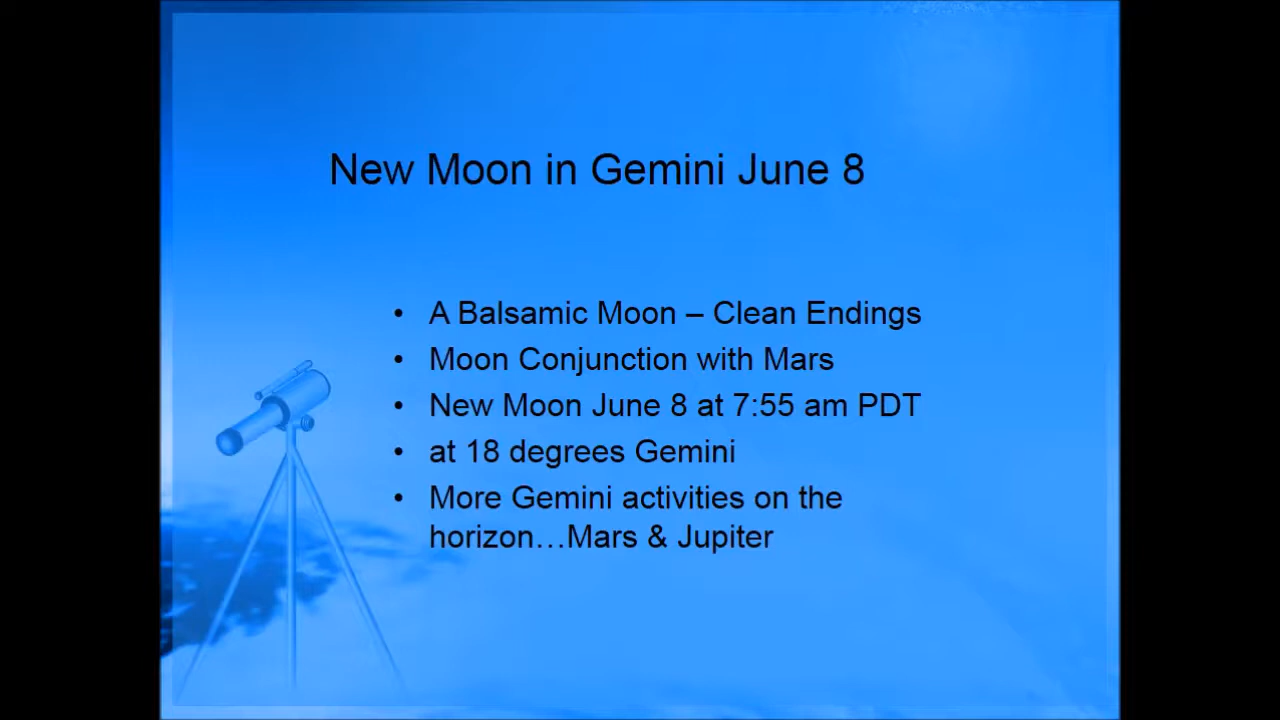 New Moon in Gemini June 8
• A Balsamic Moon – Clean Endings
• Moon Conjunction with Mars
• New Moon June 8 at 7:55 am PDT
• at 18 degrees Gemini
• More Gemini activities on the
horizon…Mars & Jupiter